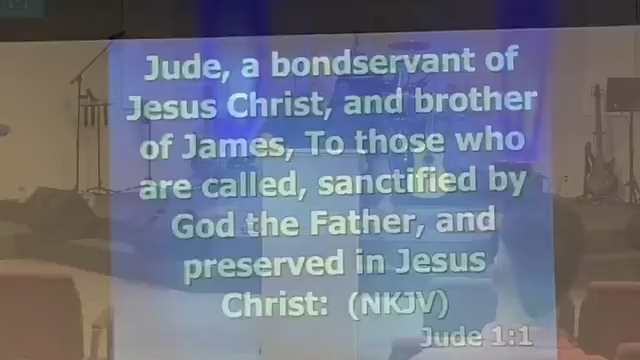 Jude, a bondservant of
Jesus Christ, and brother
of James, To those who
are called, sanctified by
God the Father, and
preserved in Jesus
Christ: (NKJV)
Jude 1:1